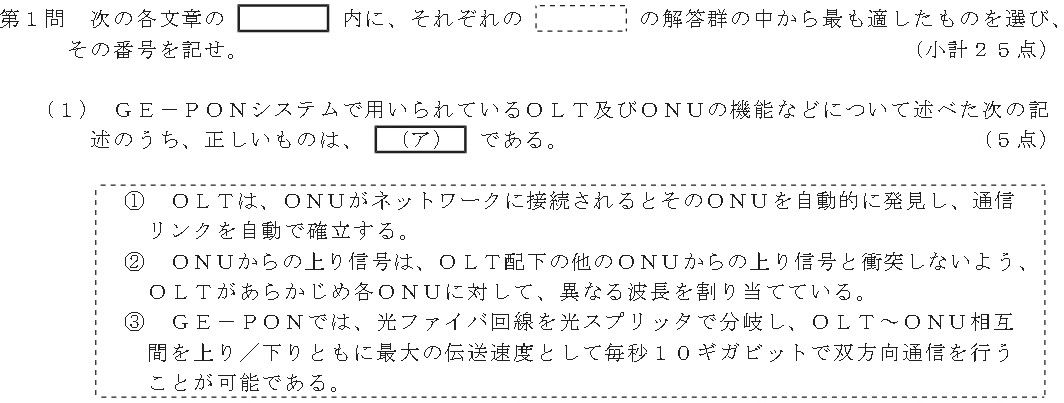 第１問　次の各文章の　　　　内に、それぞれの　　　　の解答群の中から最も適したものを選び、
その番号を記せ。　（小計２５点）
（１）　ＧＥ－ＰＯＮシステムで用いられているＯＬＴ及びＯＮＵの機能などについて述べた次の記
述のうち、正しいものは、（ア）である。　（５点）
①　ＯＬＴは、ＯＮＵがネットワークに接続されるとそのＯＮＵを自動的に発見し、通信
リンクを自動で確立する。
②　ＯＮＵからの上り信号は、ＯＬＴ配下の他のＯＮＵからの上り信号と衝突しないよう、
ＯＬＴがあらかじめ各ＯＮＵに対して、異なる波長を割り当てている。
③　ＧＥ－ＰＯＮでは、光ファイバ回線を光スプリッタで分岐し、ＯＬＴ～ＯＮＵ相互
間を上り／下りともに最大の伝送速度として毎秒１０ギガビットで双方向通信を行う
ことが可能である。